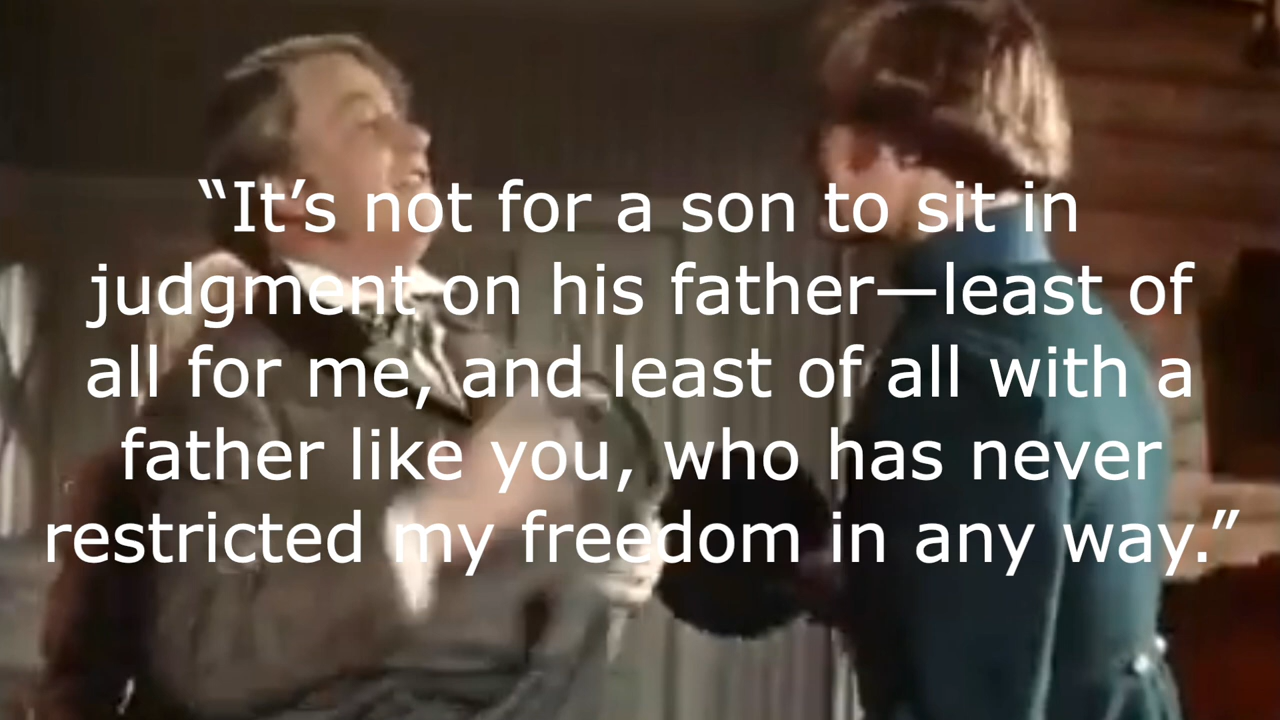 “It’s not for a son to sit in
judgment on his father—least of
all for me, and least of all with a
father like you, who has never
restricted my freedom in any way.”